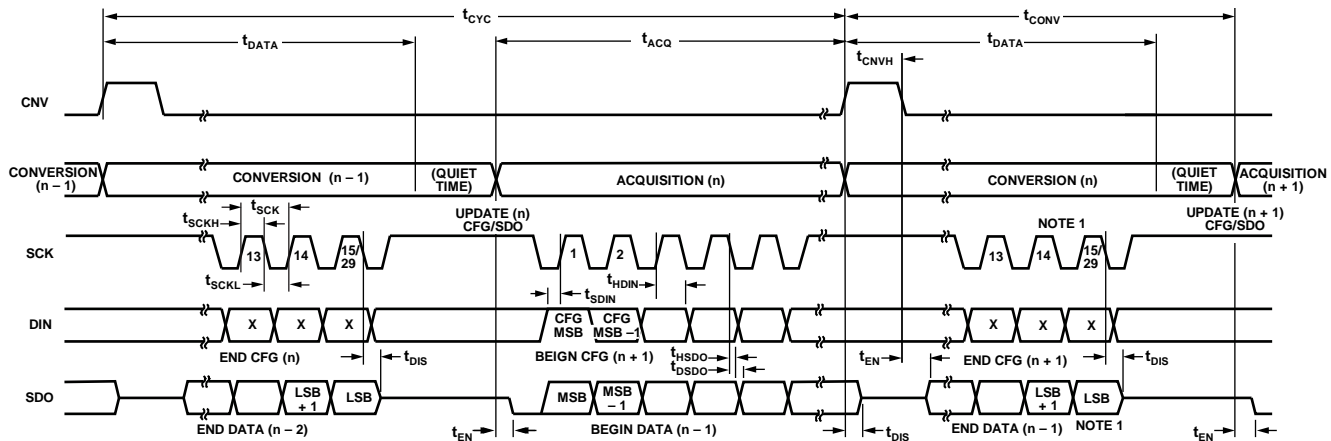 tCYC
tCONV
tDATA
tACQ
tDATA
tCNVH
CNV
CONVERSION
(n – 1)
CONVERSION (n – 1)
(QUIET
TIME)
ACQUISITION (n)
CONVERSION (n)
(QUIET
TIME)
ACQUISITION
(n + 1)
tSCK
tSCKH
UPDATE (n)
CFG/SDO
NOTE 1
UPDATE (n + 1)
CFG/SDO
SCK
13
14
15/
29
1
2
13
14
15/
29
tSCKL
tHDIN
tSDIN
DIN
X
X
X
CFG
MSB
CFG
MSB –1
X
X
X
END CFG (n)
tDIS
BEIGN CFG (n + 1)
tHSDO
tDSDO
tEN
END CFG (n + 1)
tDIS
SDO
LSB
+ 1
LSB
MSB
MSB
–1
LSB
+ 1
LSB
END DATA (n – 2)
tEN
BEGIN DATA (n – 1)
tDIS
END DATA (n – 1)
NOTE 1
tEN